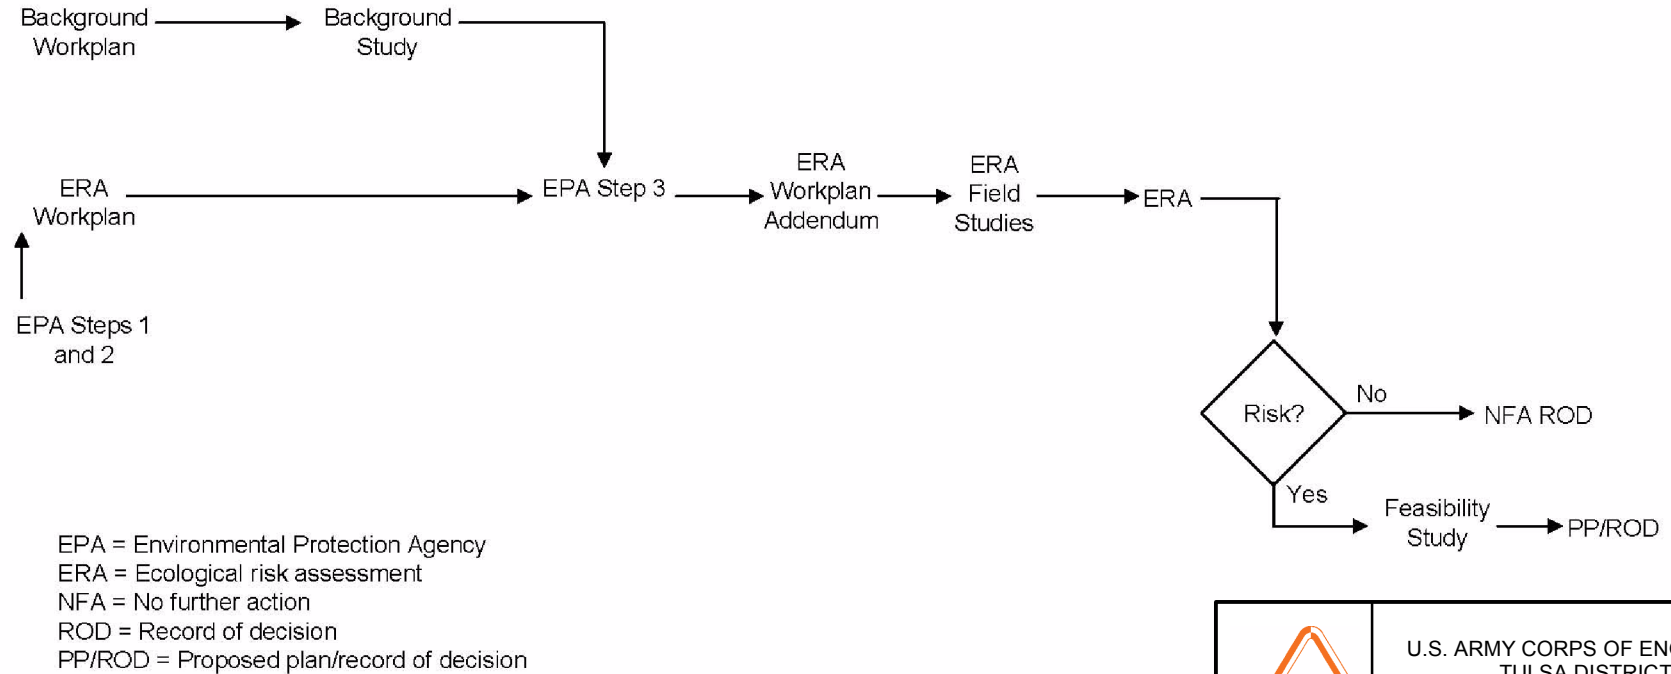 Background
Workplan
Background
Study
ERA
Workplan
EPA Step 3
ERA
Workplan
Addendum
ERA
Field
Studies
ERA
EPA Steps 1
and 2
Risk?
No
NFA ROD
Yes
Feasibility
Study
PP/ROD
EPA = Environmental Protection Agency
ERA = Ecological risk assessment
NFA = No further action
ROD = Record of decision
PP/ROD = Proposed plan/record of decision
U.S. ARMY CORPS OF
TULSA DISTRICT